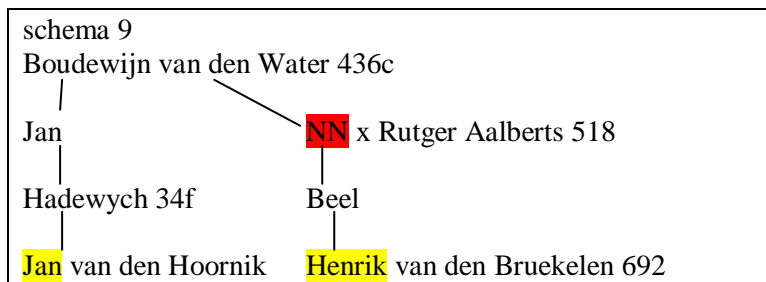 schema 9
Boudewijn van den Water 436c
Jan NN x Rutger Aalberts 518
Hadewych 34f Beel
Jan van den Hoornik Henrik van den Bruekelen 692